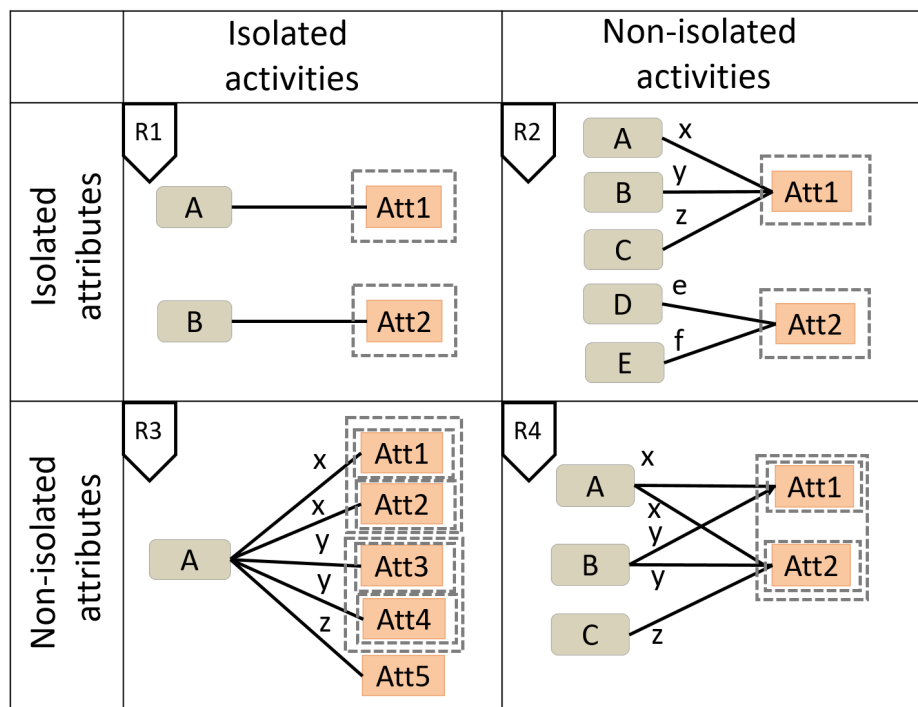 Isolated
activities
Non-isolated
activities
Isolated
attributes
R1
A
Att1
B
Att2
R2
A
x
B
y
Att1
C
z
D
e
Att2
E
f
Non-isolated
attributes
R3
x
Att1
x
Att2
A
y
Att3
y
Att4
z
Att5
R4
x
A
Att1
x
y
B
y
Att2
C
z